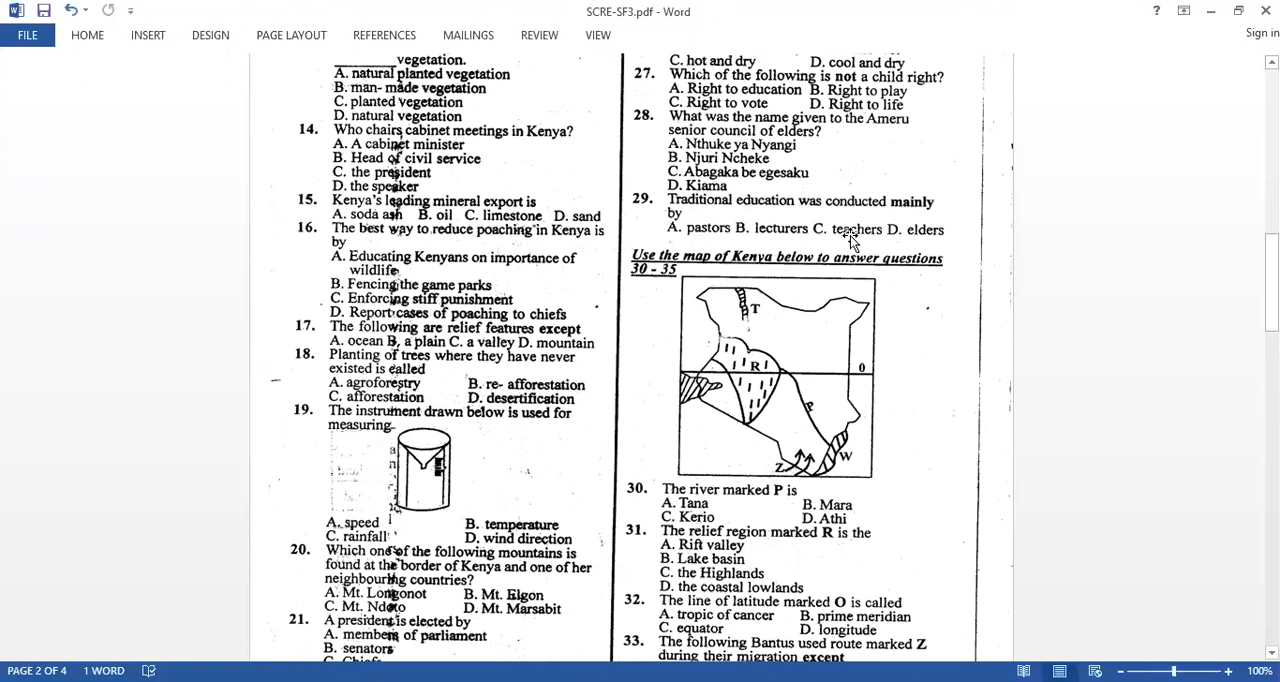 SCRE-SF3.pdf - Word
Sign in
FILE HOME INSERT DESIGN PAGE LAYOUT REFERENCES MAILINGS REVIEW VIEW
vegetation.
A. natural planted vegetation
B. man- made vegetation
C. planted vegetation
D. natural vegetation
14. Who chairs cabinet meetings in Kenya?
A. A cabinet minister
B. Head of civil service
C. the president
D. the speaker
15. Kenya's leading mineral export is
A. soda ash B. oil C. limestone D. sand
16. The best way to reduce poaching in Kenya is
by
A. Educating Kenyans on importance of
wildlife
B. Fencing the game parks
C. Enforcing stiff punishment
D. Report cases of poaching to chiefs
17. The following are relief features except
A. ocean B. a plain C. a valley D. mountain
18. Planting of trees where they have never
existed is called
A. agroforestry B. re- afforestation
C. afforestation D. desertification
19. The instrument drawn below is used for
measuring
A. speed B. temperature
C. rainfall D. wind direction
20. Which one of the following mountains is
found at the border of Kenya and one of her
neighbouring countries?
A. Mt. Longonot B. Mt. Elgon
C. Mt. Ndoto D. Mt. Marsabit
21. A president is elected by
A. members of parliament
B. senators
C. Chiefs
C. hot and dry D. cool and dry
27. Which of the following is not a child right?
A. Right to education B. Right to play
C. Right to vote D. Right to life
28. What was the name given to the Ameru
senior council of elders?
A. Nthuke ya Nyangi
B. Njuri Ncheke
C. Abagaka be egesaku
D. Kiama
29. Traditional education was conducted mainly
by
A. pastors B. lecturers C. teachers D. elders
Use the map of Kenya below to answer questions
30 - 35
T
R
0
P
W
Z
30. The river marked P is
A. Tana B. Mara
C. Kerio D. Athi
31. The relief region marked R is the
A. Rift valley
B. Lake basin
C. the Highlands
D. the coastal lowlands
32. The line of latitude marked O is called
A. tropic of cancer B. prime meridian
C. equator D. longitude
33. The following Bantus used route marked Z
during their migration except
PAGE 2 OF 4 1 WORD
100%